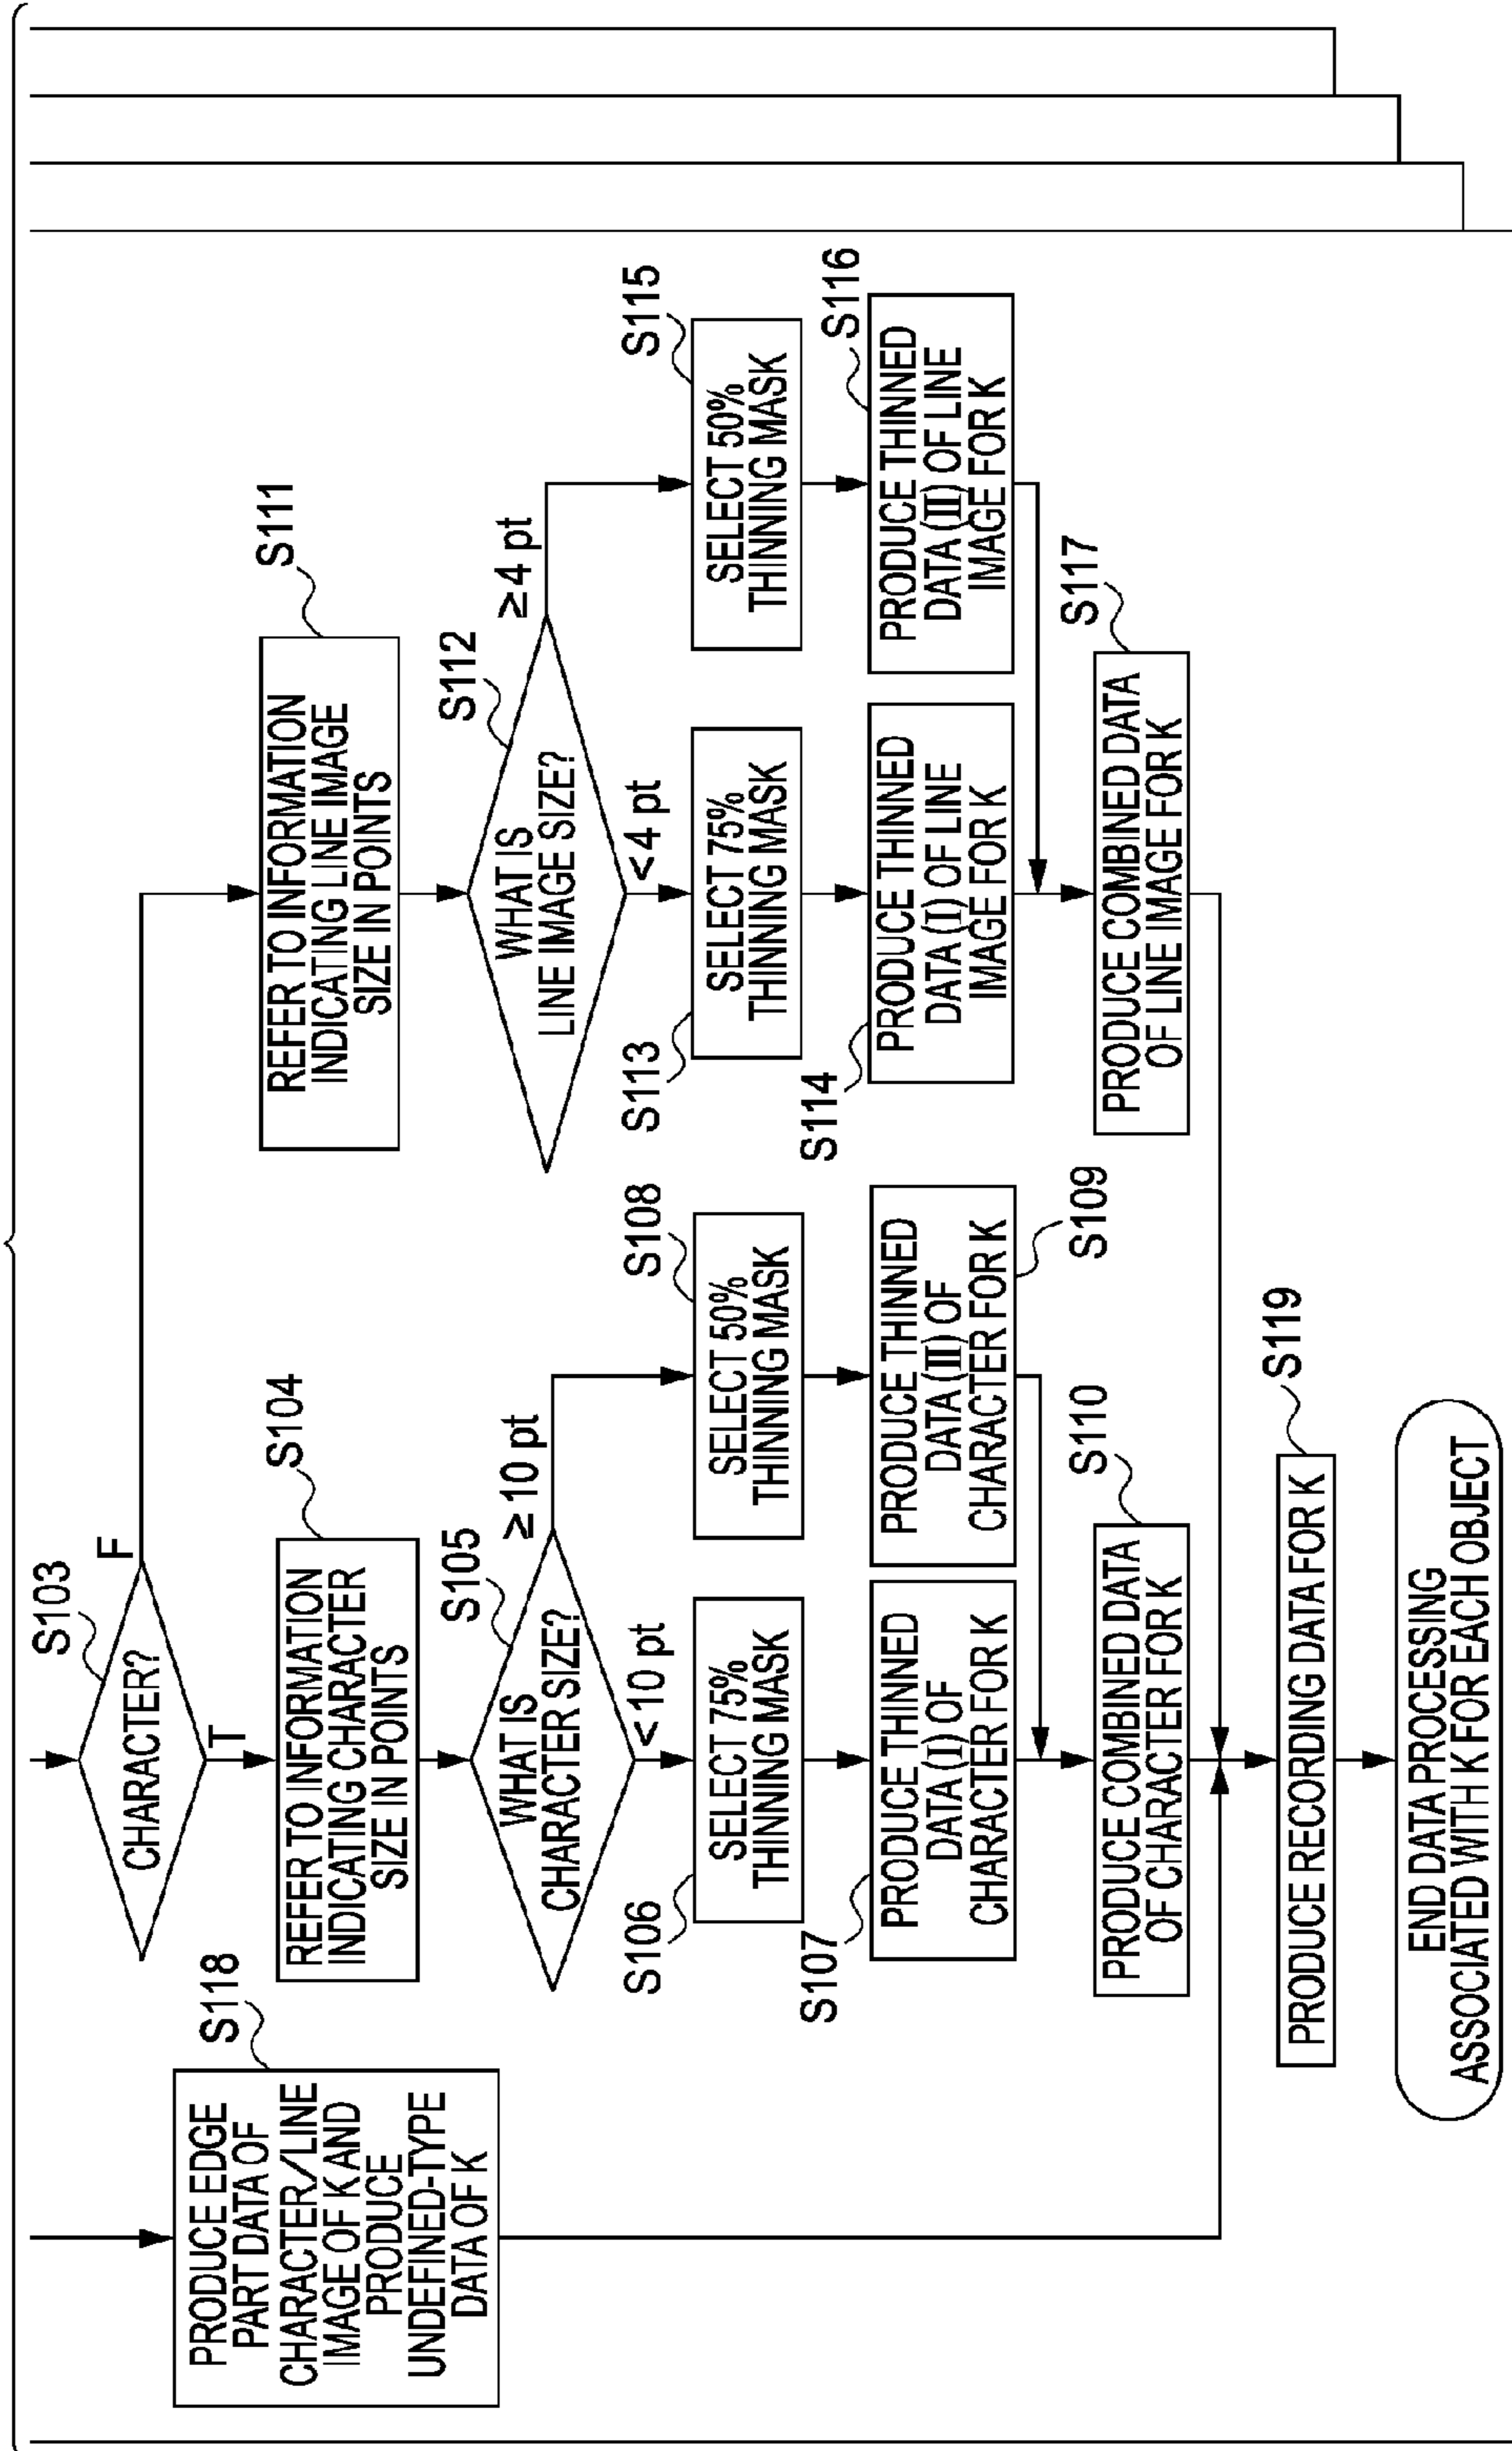 S103
CHARACTER?
F
T
S118
PRODUCE EDGE
PART DATA OF
CHARACTER/LINE
IMAGE OF K AND
PRODUCE
UNDEFINED-TYPE
DATA OF K
S104
REFER TO INFORMATION
INDICATING CHARACTER
SIZE IN POINTS
S111
REFER TO INFORMATION
INDICATING LINE IMAGE
SIZE IN POINTS
S105
WHAT IS
CHARACTER SIZE?
≥ 10 pt
< 10 pt
S112
WHAT IS
LINE IMAGE SIZE?
≥ 4 pt
< 4 pt
S106
SELECT 75%
THINNING MASK
S108
SELECT 50%
THINNING MASK
S113
SELECT 75%
THINNING MASK
S115
SELECT 50%
THINNING MASK
S107
PRODUCE THINNED
DATA (I) OF
CHARACTER FOR K
PRODUCE THINNED
DATA (II) OF
CHARACTER FOR K
S109
S114
PRODUCE THINNED
DATA (I) OF LINE
IMAGE FOR K
S116
PRODUCE THINNED
DATA (II) OF LINE
IMAGE FOR K
S110
PRODUCE COMBINED DATA
OF CHARACTER FOR K
S117
PRODUCE COMBINED DATA
OF LINE IMAGE FOR K
S119
PRODUCE RECORDING DATA FOR K
END DATA PROCESSING
ASSOCIATED WITH K FOR EACH OBJECT